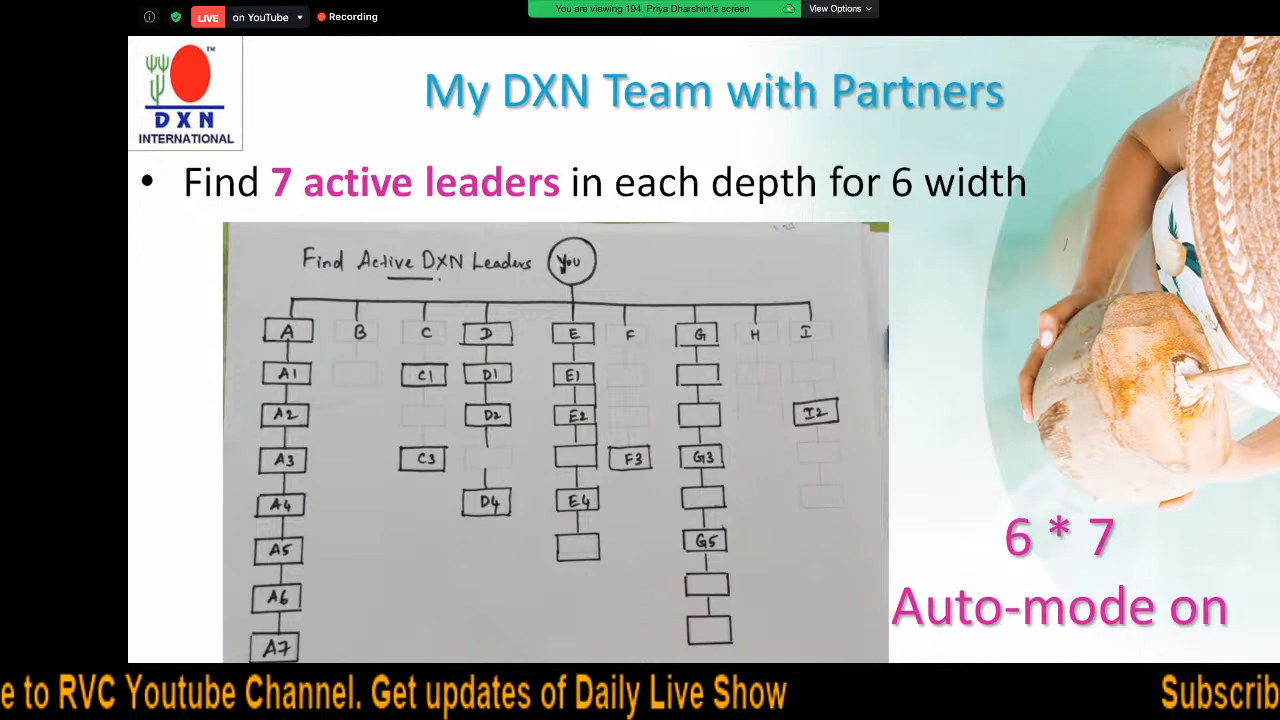 LIVE
on YouTube
Recording
You are viewing 194. Priya Dharshini's screen
View Options
TM
DXN
INTERNATIONAL
My DXN Team with Partners
• Find 7 active leaders in each depth for 6 width
Find Active DXN Leaders
You
A B C D E F G H I
A1 C1 D1 E1
A2 D2 E2 I2
A3 C3 F3 G3
A4 D4 E4
A5 G5
A6
A7
6 * 7
Auto-mode on
e to RVC Youtube Channel. Get updates of Daily Live Show
Subscrib